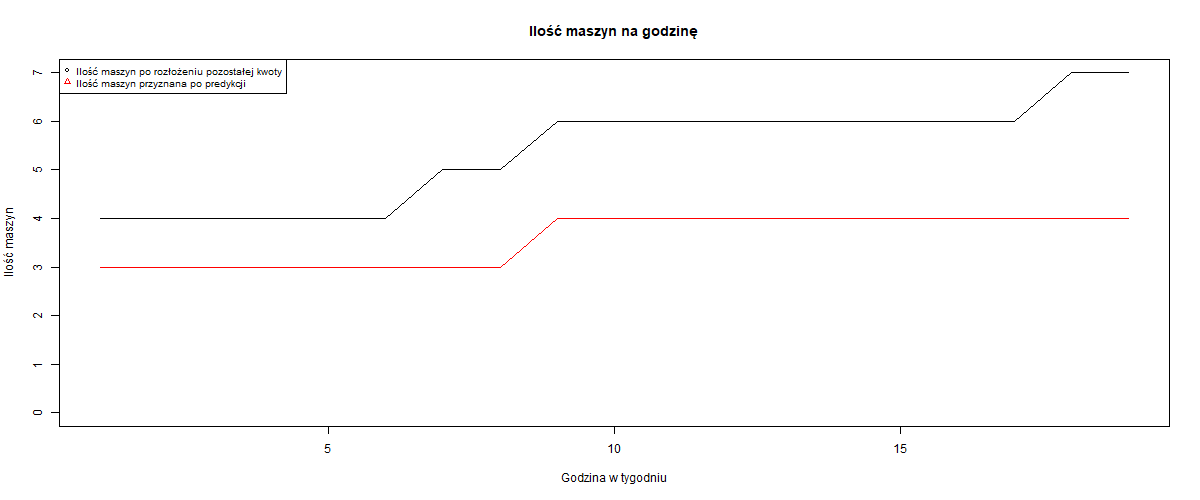 Ilość maszyn na godzinę
Ilość maszyn po rozłożeniu pozostałej kwoty
Ilość maszyn przyznana po predykcji
Ilość maszyn
7
6
5
4
3
2
1
0
5 10 15
Godzina w tygodniu